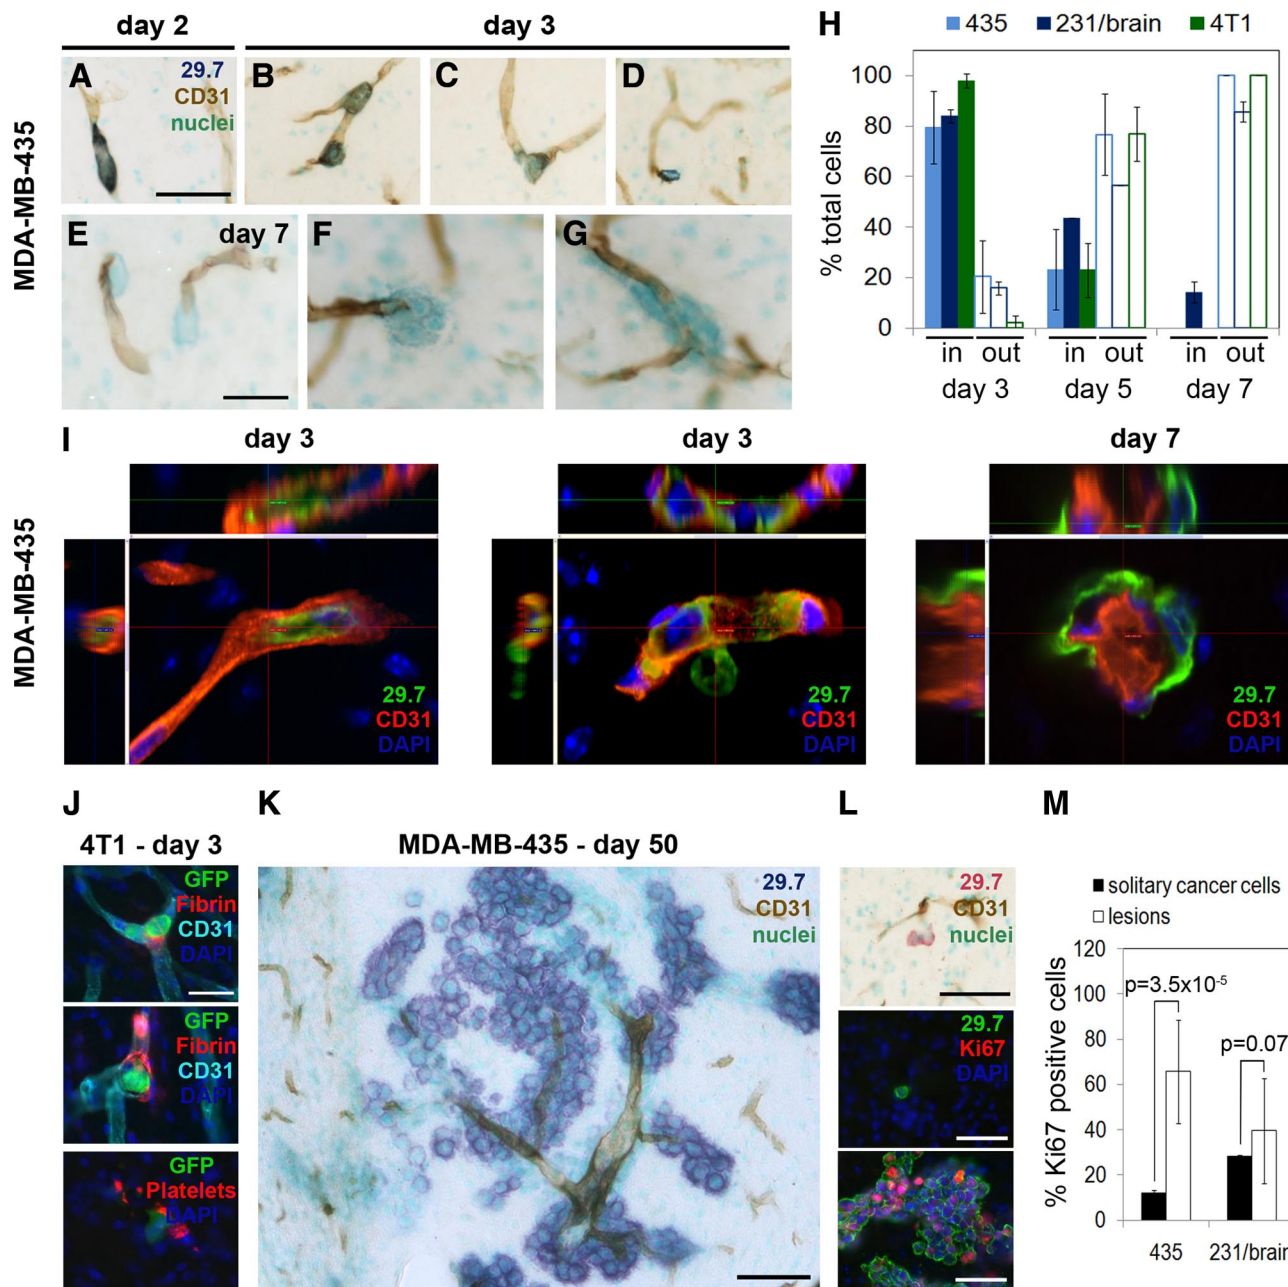 day 2
day 3
MDA-MB-435
A
29.7
CD31
nuclei
B
C
D
E
day 7
F
G
H
435
231/brain
4T1
% total cells
100
80
60
40
20
0
in
out
in
out
in
out
day 3
day 5
day 7
I
day 3
day 3
day 7
MDA-MB-435
29.7
CD31
DAPI
29.7
CD31
DAPI
29.7
CD31
DAPI
J
4T1 - day 3
GFP
Fibrin
CD31
DAPI
GFP
Fibrin
CD31
DAPI
GFP
Platelets
DAPI
K
MDA-MB-435 - day 50
29.7
CD31
nuclei
L
29.7
CD31
nuclei
29.7
Ki67
DAPI
M
solitary cancer cells
lesions
% Ki67 positive cells
120
100
80
60
40
20
0
p=3.5x10⁻⁵
p=0.07
435
231/brain